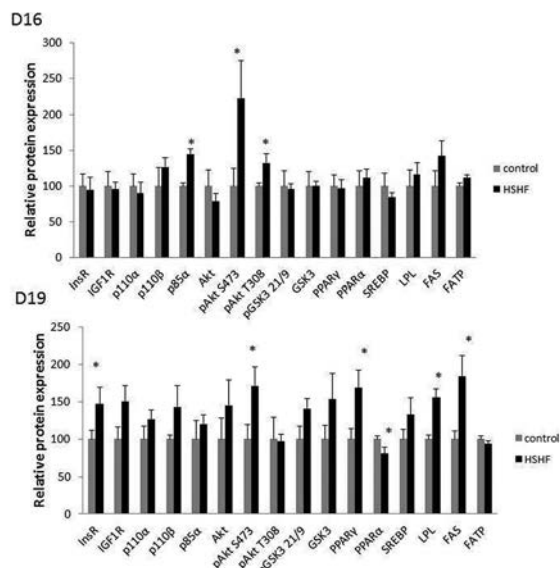 D16
Relative protein expression
300
250
200
150
100
50
0
*
*
*
control
HSHF
InsR
IGF1R
p110α
p110β
p85α
Akt
pAkt S473
pAkt T308
pGSK3 21/9
GSK3
PPARγ
PPARα
SREBP
LPL
FAS
FATP
D19
Relative protein expression
250
200
150
100
50
0
*
*
*
*
*
*
control
HSHF
InsR
IGF1R
p110α
p110β
p85α
Akt
pAkt S473
pAkt T308
pGSK3 21/9
GSK3
PPARγ
PPARα
SREBP
LPL
FAS
FATP